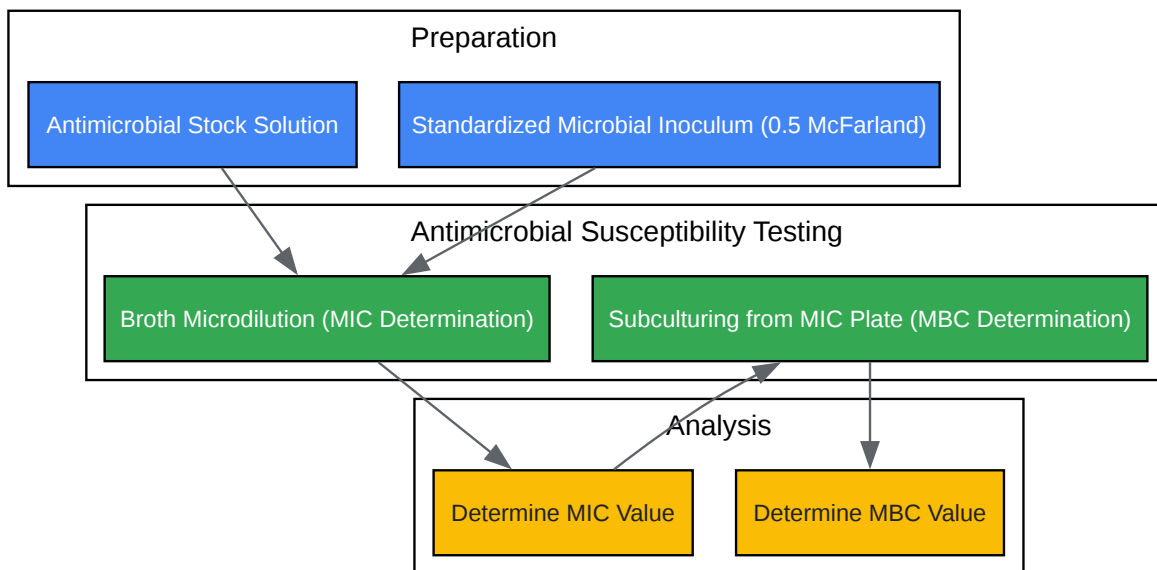 Preparation
Antimicrobial Stock Solution
Standardized Microbial Inoculum (0.5 McFarland)
Antimicrobial Susceptibility Testing
Broth Microdilution (MIC Determination)
Subculturing from MIC Plate (MBC Determination)
Analysis
Determine MIC Value
Determine MBC Value